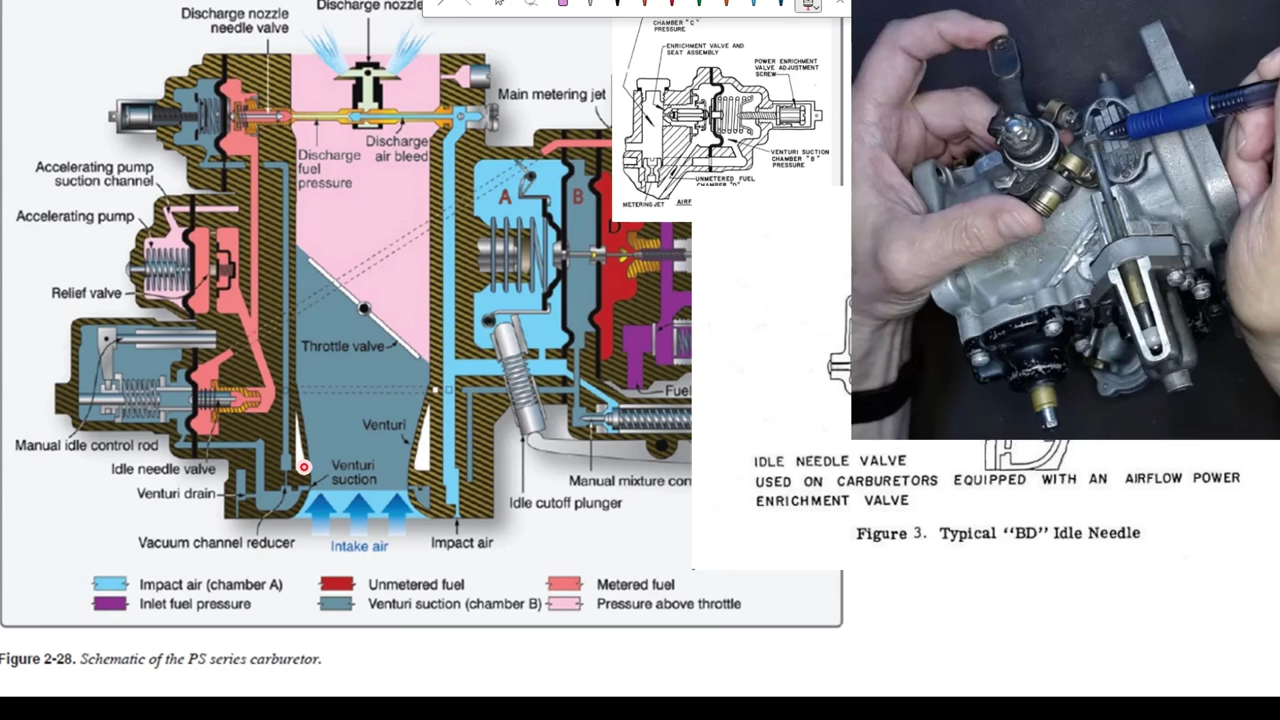 Discharge nozzle
needle valve
Discharge nozzle
Main metering jet
Discharge
fuel
pressure
Discharge
air bleed
Accelerating pump
suction channel
Accelerating pump
Relief valve
A
B
D
Throttle valve
Manual idle control rod
Idle needle valve
Venturi drain
Venturi
Venturi
suction
Fuel
Manual mixture con
Idle cutoff plunger
Vacuum channel reducer
Intake air
Impact air
Impact air (chamber A)
Unmetered fuel
Metered fuel
Inlet fuel pressure
Venturi suction (chamber B)
Pressure above throttle
Figure 2-28. Schematic of the PS series carburetor.
CHAMBER "C"
PRESSURE
ENRICHMENT VALVE AND
SEAT ASSEMBLY
POWER ENRICHMENT
VALVE ADJUSTMENT
SCREW
VENTURI SUCTION
CHAMBER "B"
PRESSURE
UNMETERED FUEL
CHAMBER "D"
METERING JET
AIRF
IDLE NEEDLE VALVE
USED ON CARBURETORS EQUIPPED WITH AN AIRFLOW POWER
ENRICHMENT VALVE
Figure 3. Typical "BD" Idle Needle